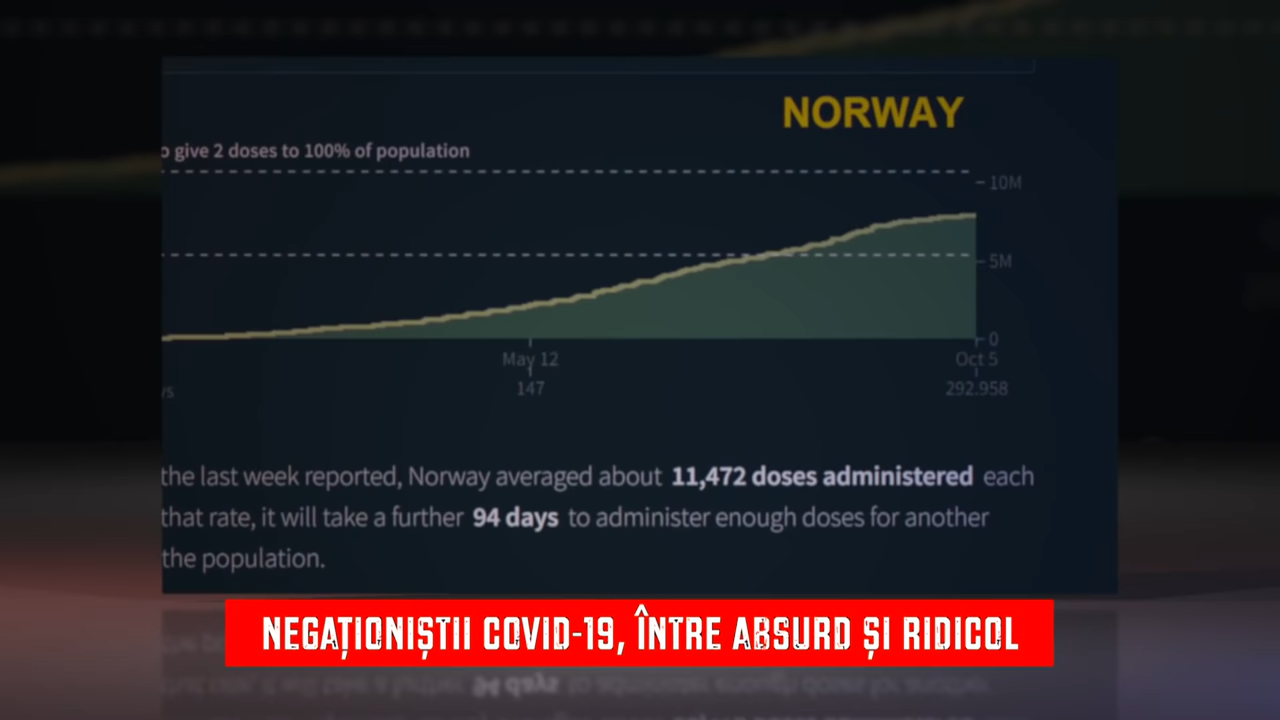 NORWAY
give 2 doses to 100% of population
10M
5M
0
May 12
Oct 5
147
292.958
the last week reported, Norway averaged about 11,472 doses administered each
that rate, it will take a further 94 days to administer enough doses for another
the population.
NEGAȚIONIȘTII COVID-19, ÎNTRE ABSURD ȘI RIDICOL